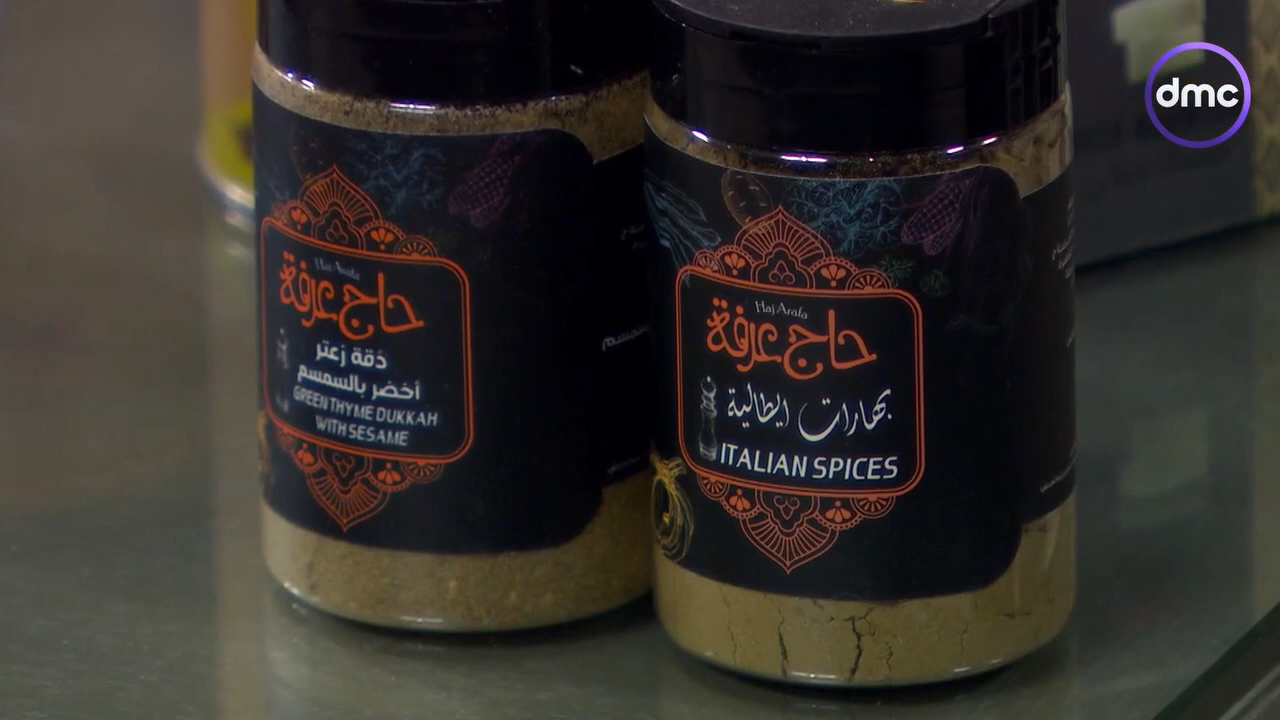 dmc
Haj Arafa
حاج عرفة
دقة زعتر
أخضر بالسمسم
GREEN THYME DUKKAH
WITH SESAME
Haj Arafa
حاج عرفة
بهارات ايطالية
ITALIAN SPICES